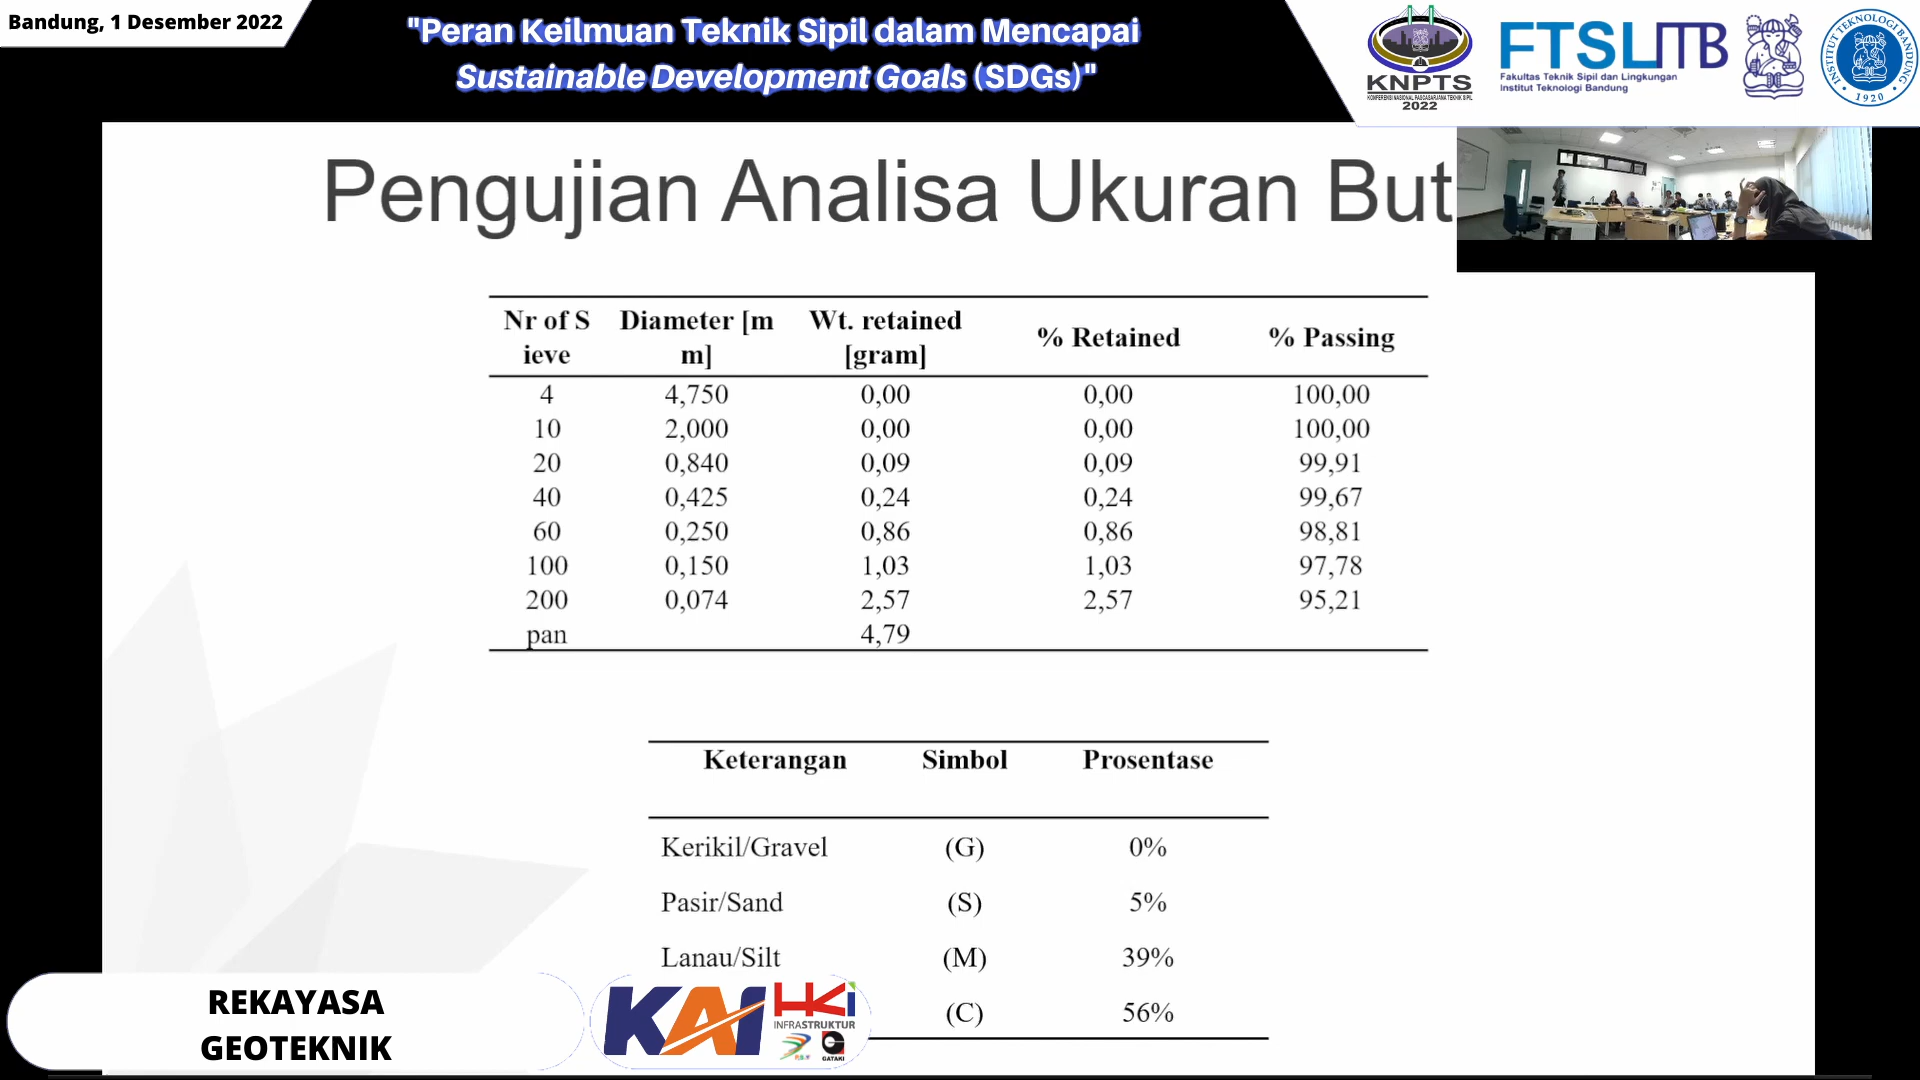 Bandung, 1 Desember 2022
"Peran Keilmuan Teknik Sipil dalam Mencapai
Sustainable Development Goals (SDGs)"
KNPTS
KONFERENSI NASIONAL PASCASARJANA TEKNIK SIPIL
2022
FTSL ITB
Fakultas Teknik Sipil dan Lingkungan
Institut Teknologi Bandung
INSTITUT TEKNOLOGI BANDUNG
1920
Pengujian Analisa Ukuran But
Nr of S Diameter [m Wt. retained % Retained % Passing
ieve m] [gram]
4 4,750 0,00 0,00 100,00
10 2,000 0,00 0,00 100,00
20 0,840 0,09 0,09 99,91
40 0,425 0,24 0,24 99,67
60 0,250 0,86 0,86 98,81
100 0,150 1,03 1,03 97,78
200 0,074 2,57 2,57 95,21
pan 4,79
Keterangan Simbol Prosentase
Kerikil/Gravel (G) 0%
Pasir/Sand (S) 5%
Lanau/Silt (M) 39%
(C) 56%
REKAYASA
GEOTEKNIK
KAI
HKi
INFRASTRUKTUR
GATAKI